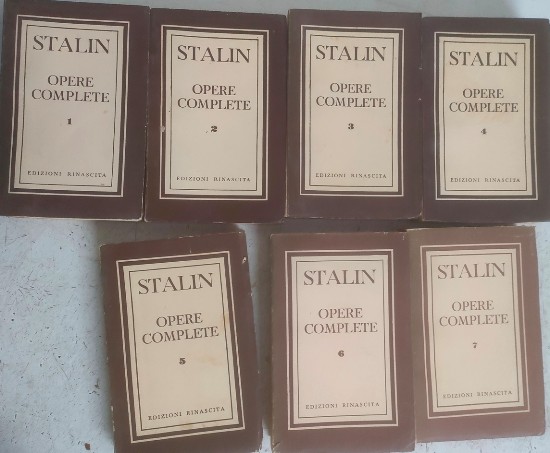 STALIN
OPERE
COMPLETE
1
EDIZIONI RINASCITA
STALIN
OPERE
COMPLETE
2
EDIZIONI RINASCITA
STALIN
OPERE
COMPLETE
3
EDIZIONI RINASCITA
STALIN
OPERE
COMPLETE
4
EDIZIONI RINASCITA
STALIN
OPERE
COMPLETE
5
EDIZIONI RINASCITA
STALIN
OPERE
COMPLETE
6
EDIZIONI RINASCITA
STALIN
OPERE
COMPLETE
7
EDIZIONI RINASCITA